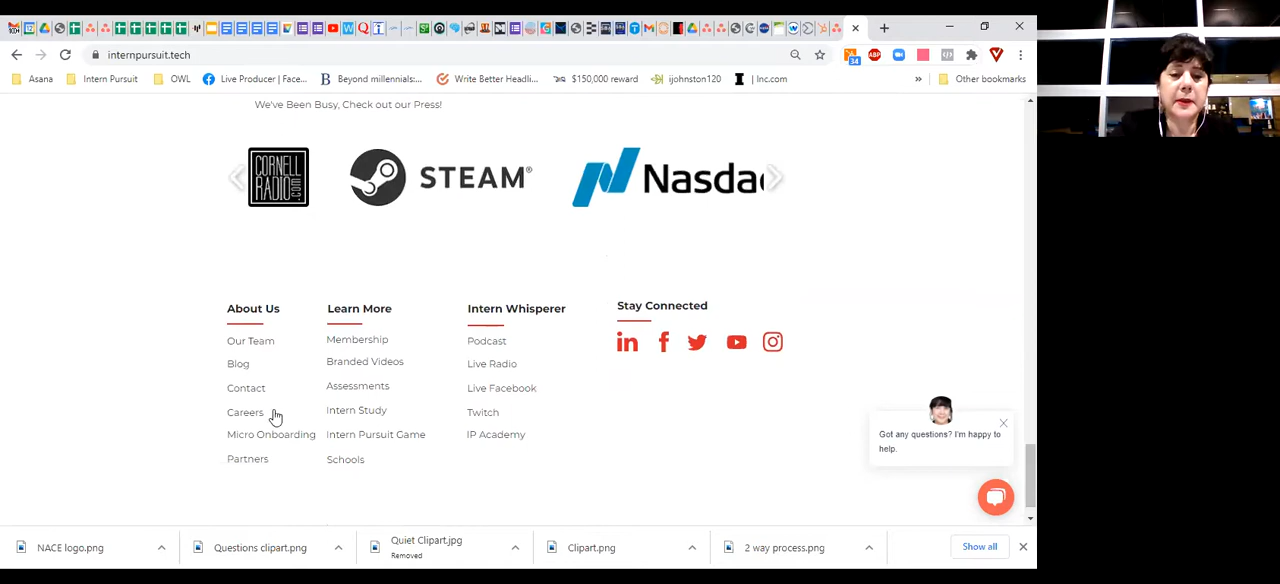 internpursuit.tech
34
ABP
Asana
Intern Pursuit
OWL
Live Producer | Face...
Beyond millennials:...
Write Better Headli...
$150,000 reward
ijohnston120
Inc.com
»
Other bookmarks
We've Been Busy, Check out our Press!
CORNELL
RADIO.COM
STEAM®
Nasda
About Us
Learn More
Intern Whisperer
Stay Connected
Our Team
Membership
Podcast
Blog
Branded Videos
Live Radio
Contact
Assessments
Live Facebook
Careers
Intern Study
Twitch
Micro Onboarding
Intern Pursuit Game
IP Academy
Partners
Schools
Got any questions? I'm happy to
help.
NACE logo.png
Questions clipart.png
Quiet Clipart.jpg
Removed
Clipart.png
2 way process.png
Show all